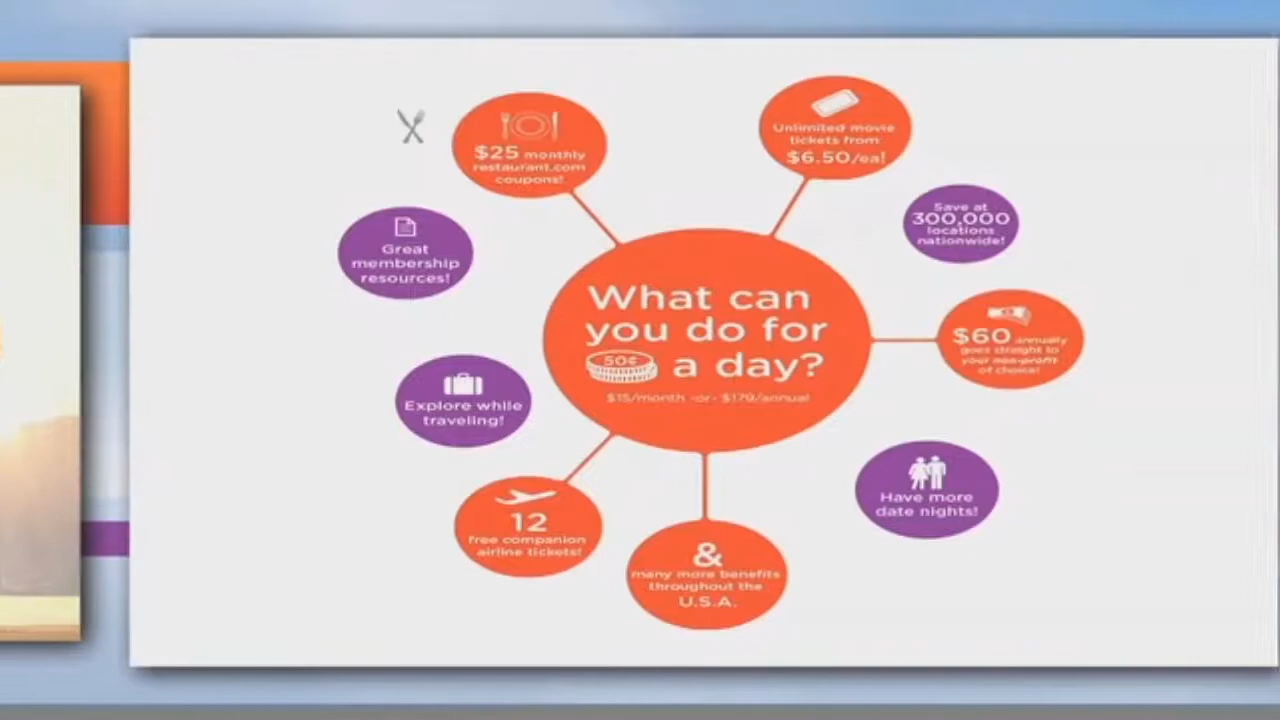 $25 monthly
restaurant.com
coupons!
Unlimited movie
tickets from
$6.50/ea!
Great
membership
resources!
Save at
300,000
locations
nationwide!
What can
you do for
50¢ a day?
$15/month -or- $179/annual
$60 annually
goes straight to
your non-profit
of choice!
Explore while
traveling!
Have more
date nights!
12
free companion
airline tickets!
&
many more benefits
throughout the
U.S.A.